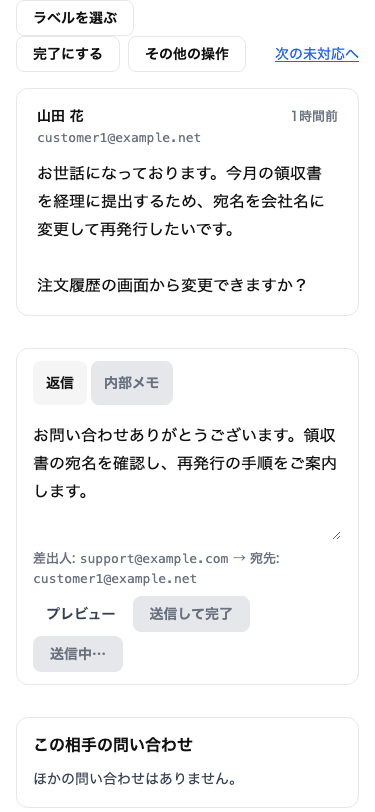 ラベルを選ぶ
完了にする その他の操作 次の未対応へ
山田 花 1時間前
customer1@example.net
お世話になっております。今月の領収書
を経理に提出するため、宛名を会社名に
変更して再発行したいです。
注文履歴の画面から変更できますか？
返信 内部メモ
お問い合わせありがとうございます。領収
書の宛名を確認し、再発行の手順をご案内
します。
差出人: support@example.com → 宛先:
customer1@example.net
プレビュー 送信して完了
送信中…
この相手の問い合わせ
ほかの問い合わせはありません。